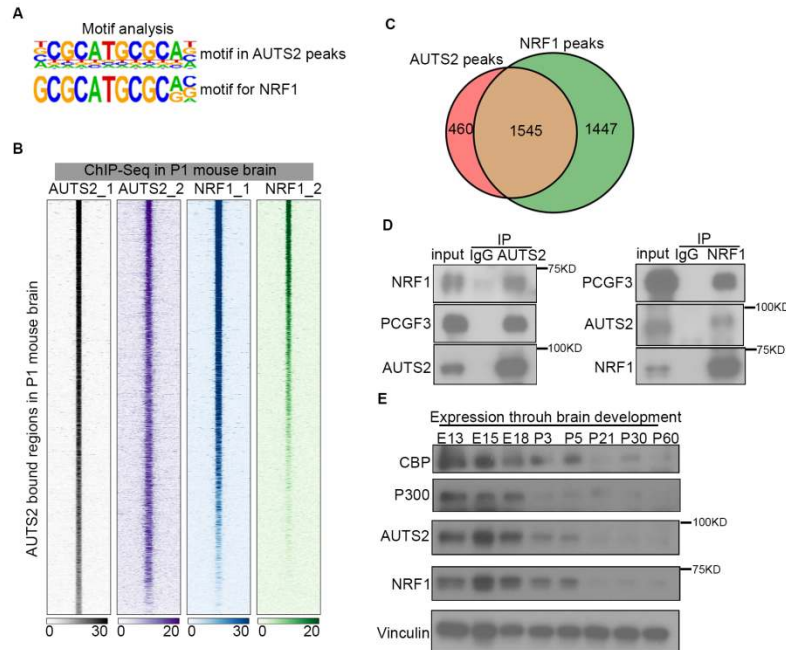 A
Motif analysis
TCGCATGCGCAT motif in AUTS2 peaks
GCGCATGCGCAC motif for NRF1
B
ChIP-Seq in P1 mouse brain
AUTS2_1 AUTS2_2 NRF1_1 NRF1_2
AUTS2 bound regions in P1 mouse brain
0 30 0 20 0 30 0 20
C
AUTS2 peaks
NRF1 peaks
460 1545 1447
D
IP
input IgG AUTS2
75KD
NRF1
PCGF3
100KD
AUTS2
IP
input IgG NRF1
PCGF3
100KD
AUTS2
75KD
NRF1
E
Expression throuh brain development
E13 E15 E18 P3 P5 P21 P30 P60
CBP
P300
100KD
AUTS2
75KD
NRF1
Vinculin